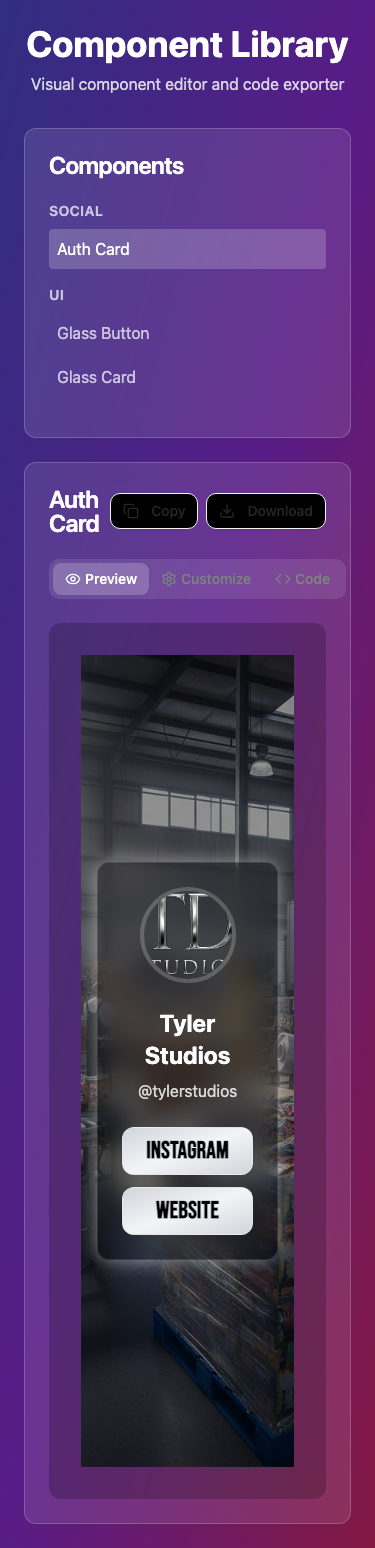 Component Library
Visual component editor and code exporter
Components
SOCIAL
Auth Card
UI
Glass Button
Glass Card
Auth
Card
Copy
Download
Preview
Customize
Code
TD
TUDIO
Tyler
Studios
@tylerstudios
INSTAGRAM
WEBSITE